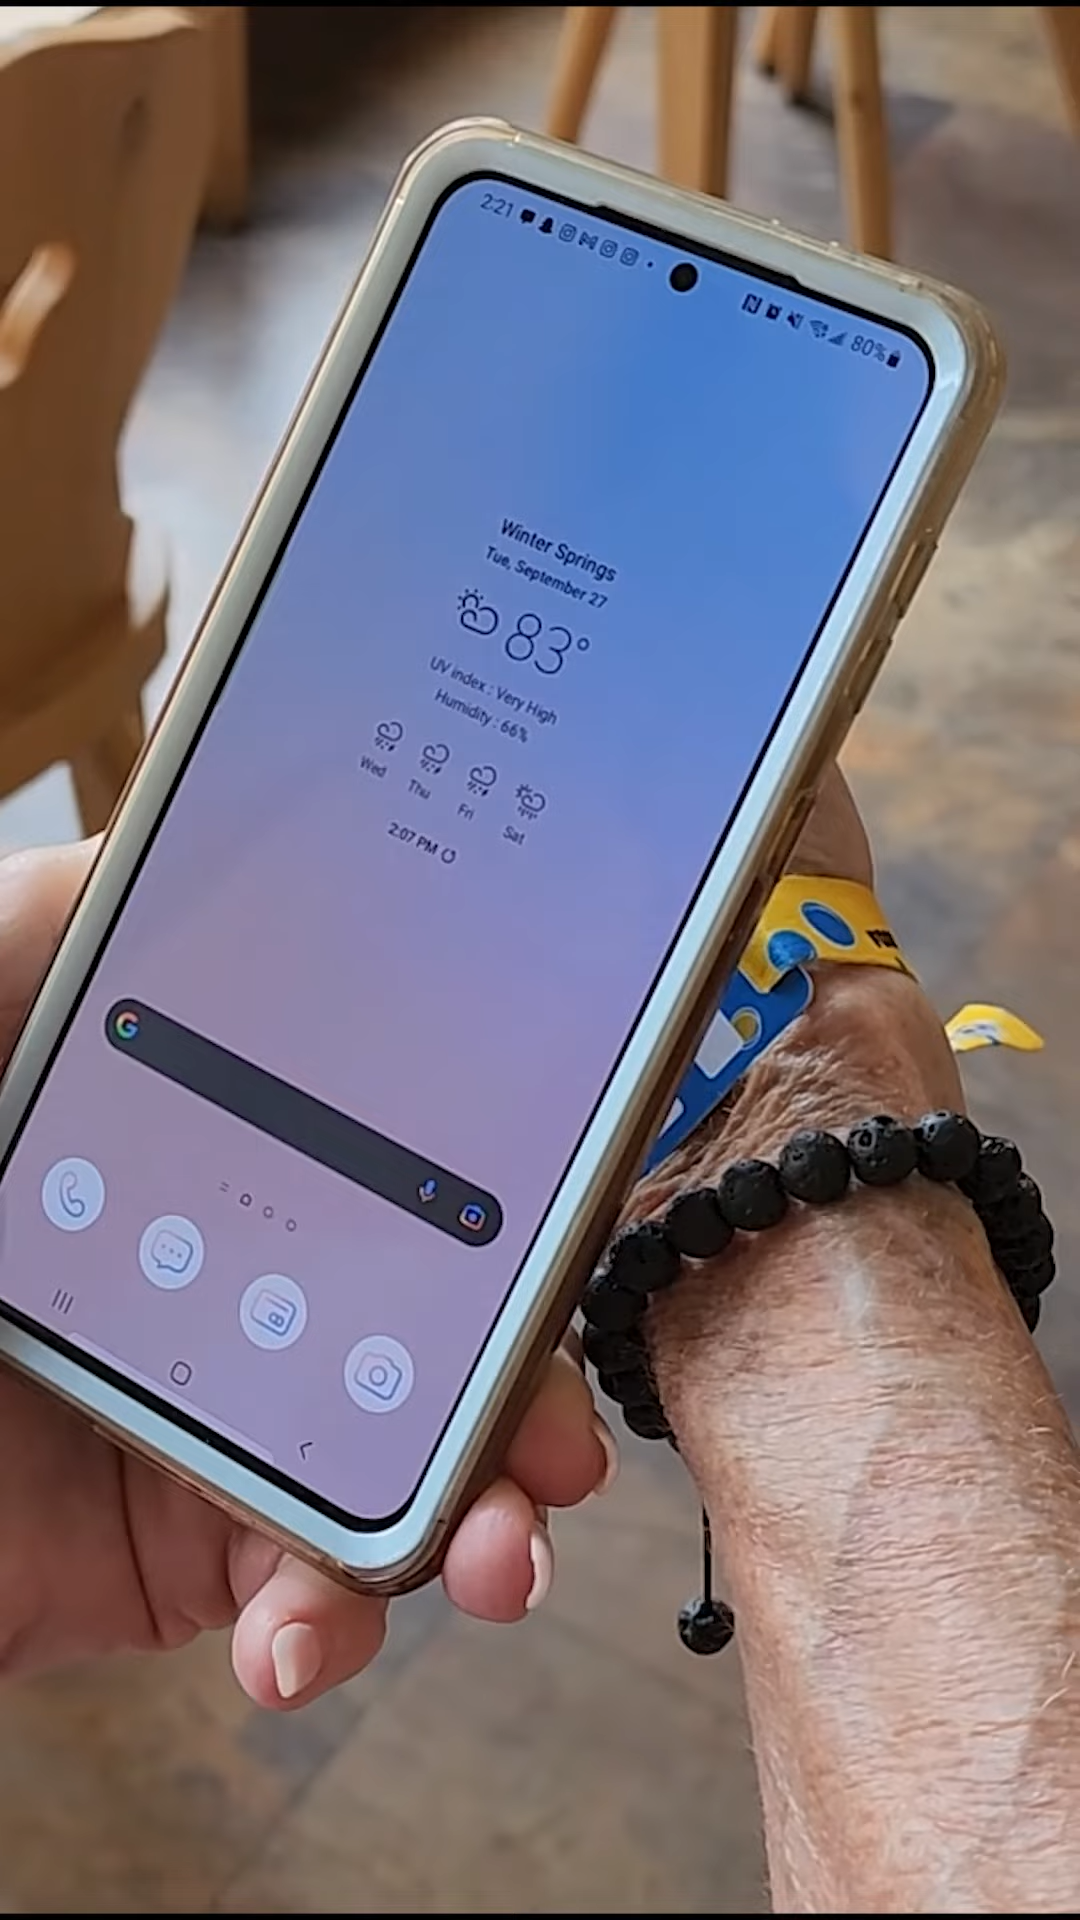 2:21
80%
Winter Springs
Tue, September 27
83°
UV index : Very High
Humidity : 66%
Wed Thu Fri Sat
2:07 PM